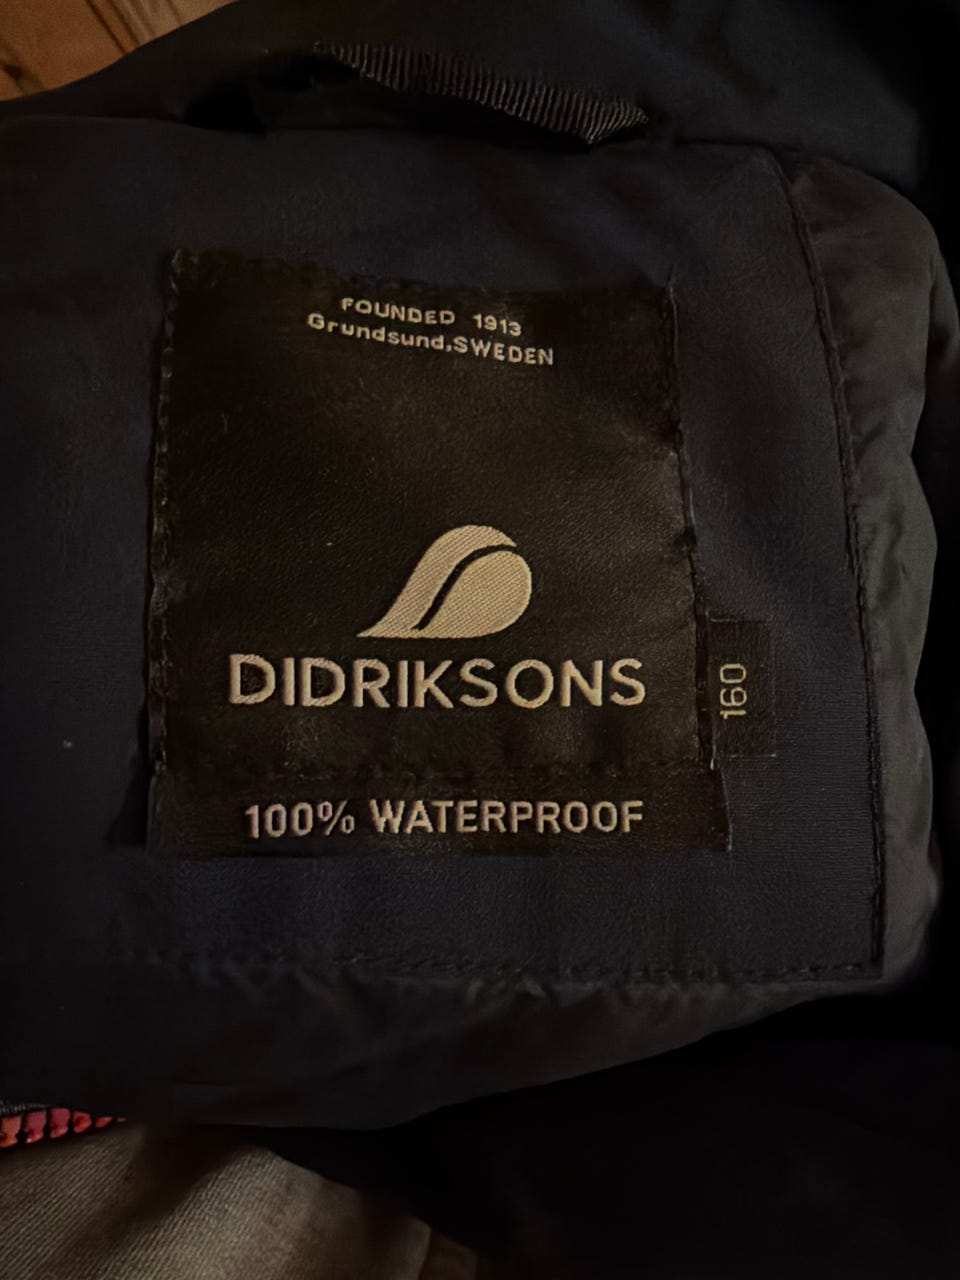 FOUNDED 1913
Grundsund,SWEDEN
DIDRIKSONS
160
100% WATERPROOF